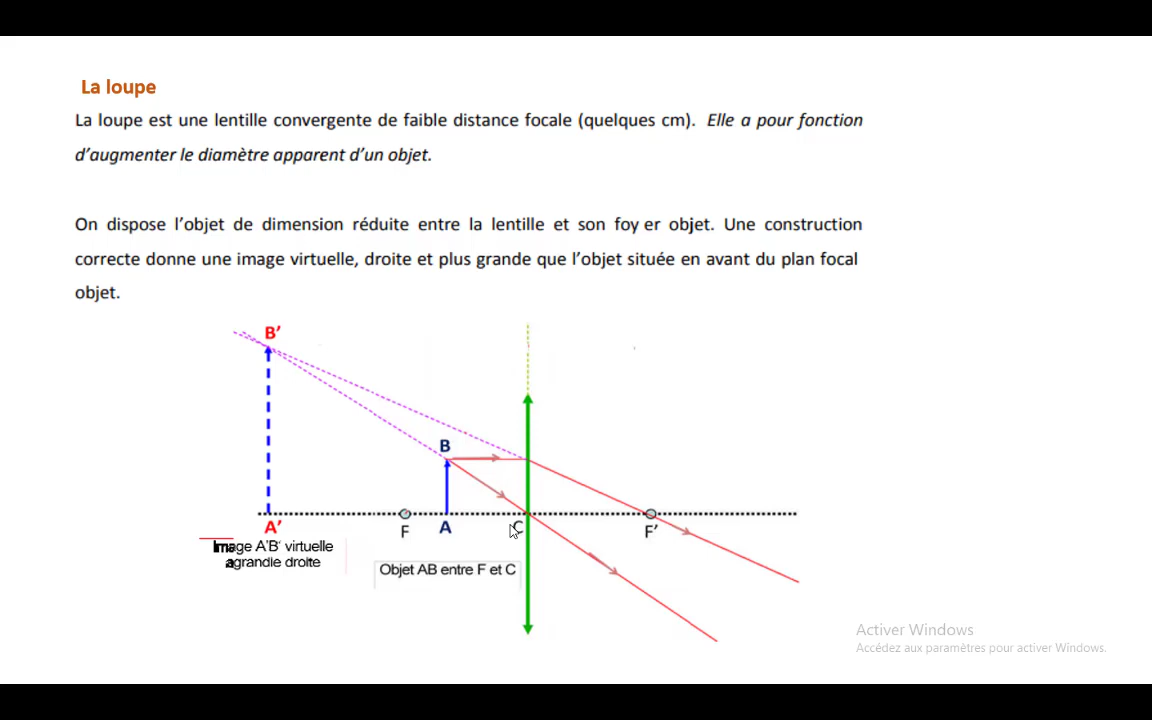 La loupe
La loupe est une lentille convergente de faible distance focale (quelques cm). Elle a pour fonction
d'augmenter le diamètre apparent d'un objet.
On dispose l'objet de dimension réduite entre la lentille et son foy er objet. Une construction
correcte donne une image virtuelle, droite et plus grande que l'objet située en avant du plan focal
objet.
B'
B
A'
F
A
C
F'
Image A'B' virtuelle
agrandie droite
Objet AB entre F et C
Activer Windows
Accédez aux paramètres pour activer Windows.